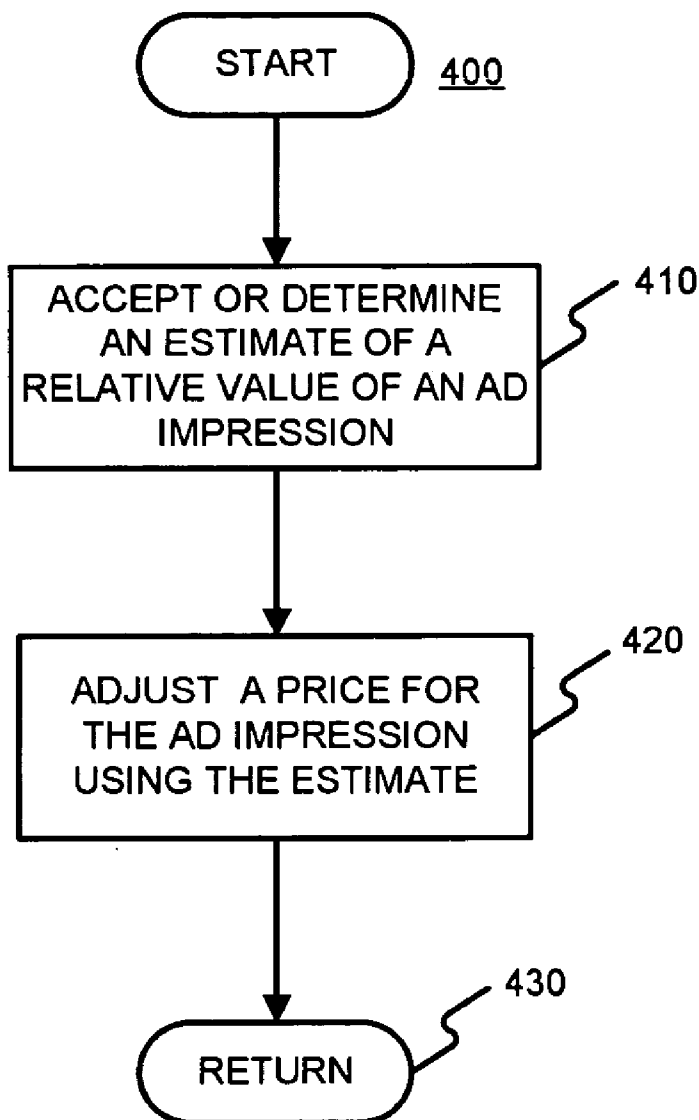 START
400
ACCEPT OR DETERMINE
AN ESTIMATE OF A
RELATIVE VALUE OF AN AD
IMPRESSION
410
ADJUST A PRICE FOR
THE AD IMPRESSION
USING THE ESTIMATE
420
RETURN
430